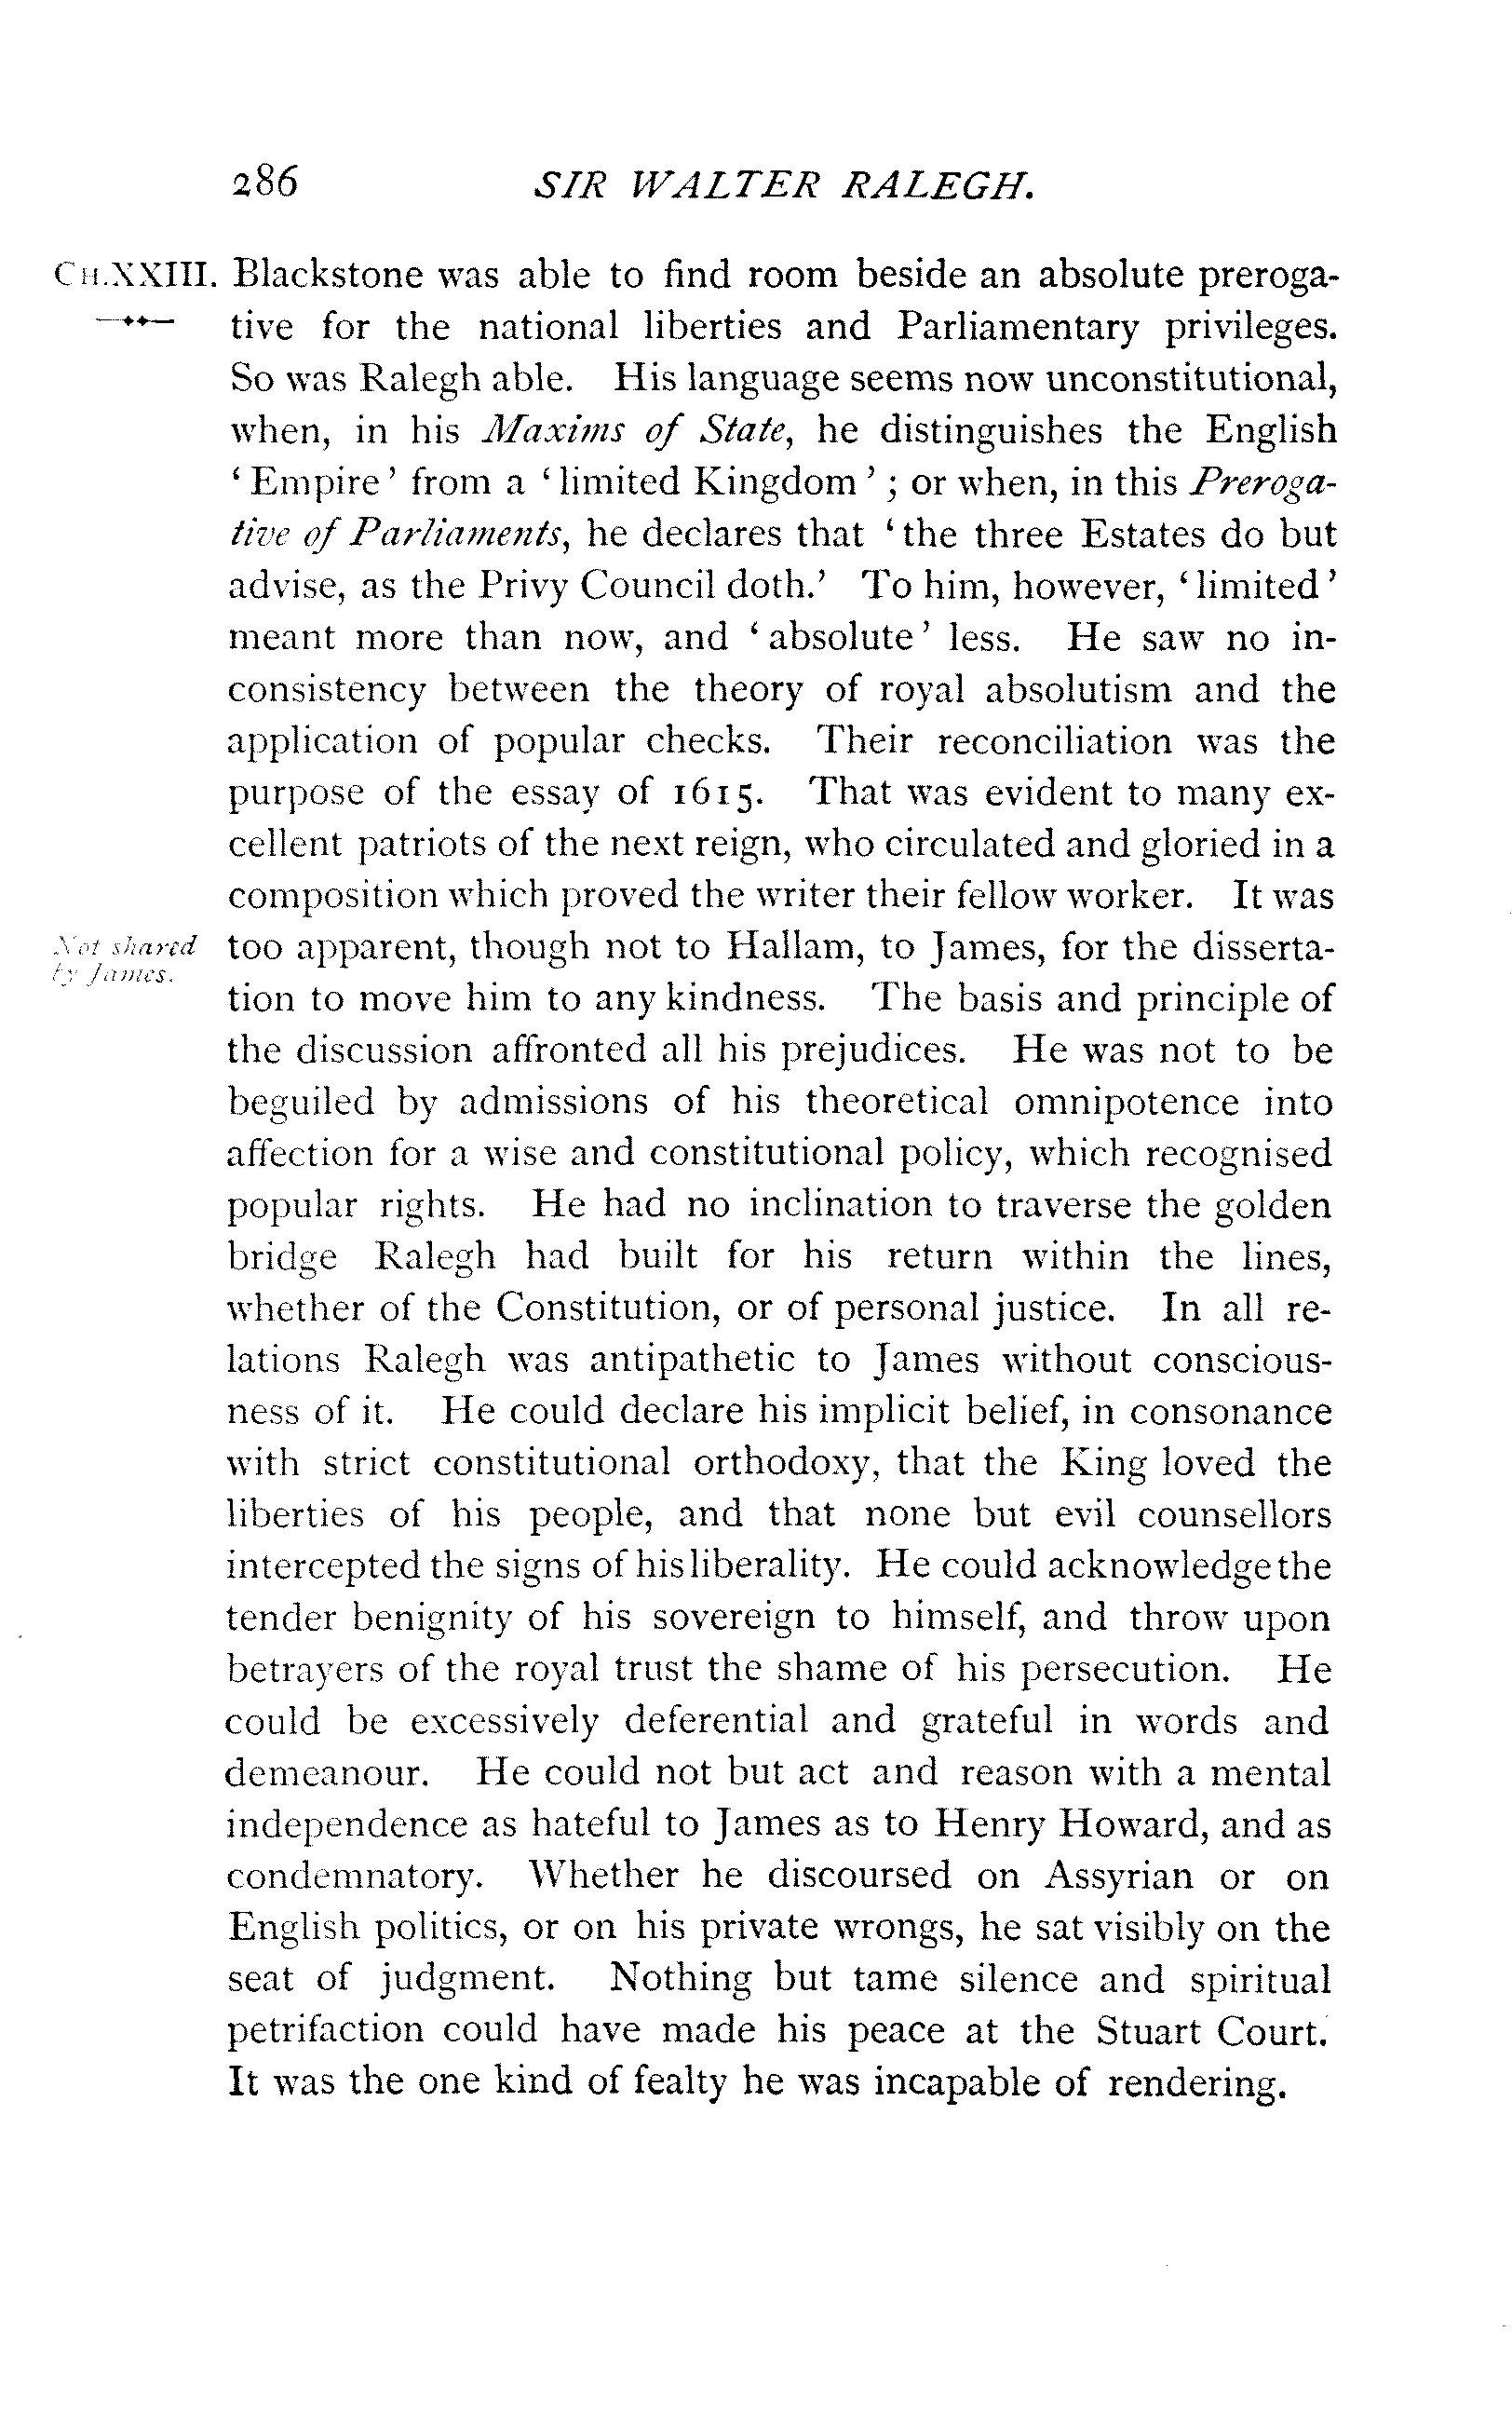 286 SIR WALTER RALEGH.
CH.XXIII. Blackstone was able to find room beside an absolute preroga-
tive for the national liberties and Parliamentary privileges.
So was Ralegh able. His language seems now unconstitutional,
when, in his Maxims of State, he distinguishes the English
‘Empire’ from a ‘limited Kingdom’; or when, in this Preroga-
tive of Parliaments, he declares that ‘the three Estates do but
advise, as the Privy Council doth.’ To him, however, ‘limited’
meant more than now, and ‘absolute’ less. He saw no in-
consistency between the theory of royal absolutism and the
application of popular checks. Their reconciliation was the
purpose of the essay of 1615. That was evident to many ex-
cellent patriots of the next reign, who circulated and gloried in a
composition which proved the writer their fellow worker. It was
Not shared
by James.
too apparent, though not to Hallam, to James, for the disserta-
tion to move him to any kindness. The basis and principle of
the discussion affronted all his prejudices. He was not to be
beguiled by admissions of his theoretical omnipotence into
affection for a wise and constitutional policy, which recognised
popular rights. He had no inclination to traverse the golden
bridge Ralegh had built for his return within the lines,
whether of the Constitution, or of personal justice. In all re-
lations Ralegh was antipathetic to James without conscious-
ness of it. He could declare his implicit belief, in consonance
with strict constitutional orthodoxy, that the King loved the
liberties of his people, and that none but evil counsellors
intercepted the signs of his liberality. He could acknowledge the
tender benignity of his sovereign to himself, and throw upon
betrayers of the royal trust the shame of his persecution. He
could be excessively deferential and grateful in words and
demeanour. He could not but act and reason with a mental
independence as hateful to James as to Henry Howard, and as
condemnatory. Whether he discoursed on Assyrian or on
English politics, or on his private wrongs, he sat visibly on the
seat of judgment. Nothing but tame silence and spiritual
petrifaction could have made his peace at the Stuart Court.
It was the one kind of fealty he was incapable of rendering.